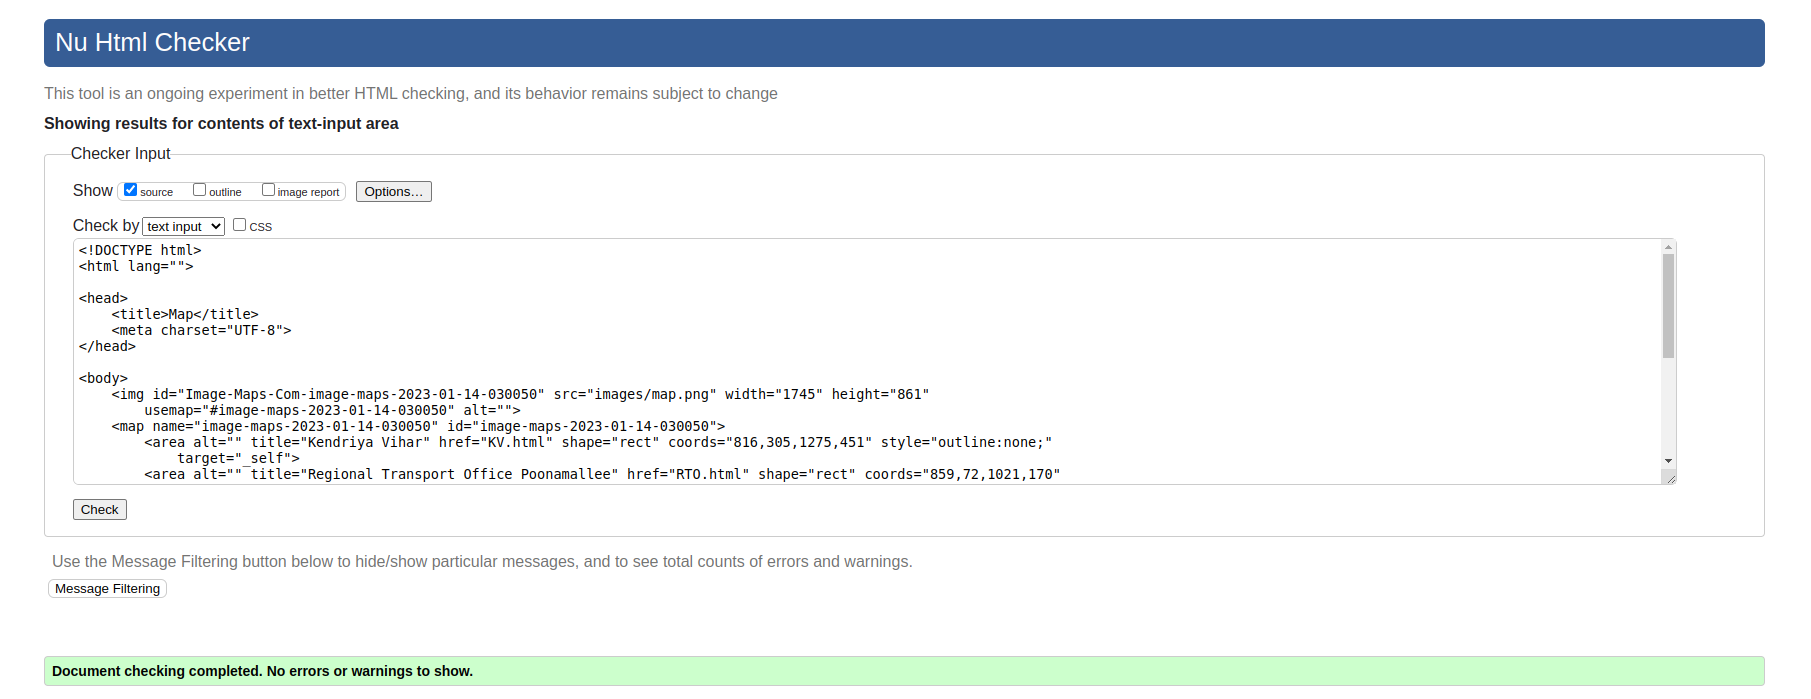 Nu Html Checker
This tool is an ongoing experiment in better HTML checking, and its behavior remains subject to change
Showing results for contents of text-input area
Checker Input
Show source outline image report Options...
Check by text input CSS
<!DOCTYPE html>
<html lang="">
<head>
<title>Map</title>
<meta charset="UTF-8">
</head>
<body>
<img id="Image-Maps-Com-image-maps-2023-01-14-030050" src="images/map.png" width="1745" height="861"
usemap="#image-maps-2023-01-14-030050" alt="">
<map name="image-maps-2023-01-14-030050" id="image-maps-2023-01-14-030050">
<area alt="" title="Kendriya Vihar" href="KV.html" shape="rect" coords="816,305,1275,451" style="outline:none;"
target="_self">
<area alt="" title="Regional Transport Office Poonamallee" href="RTO.html" shape="rect" coords="859,72,1021,170"
Check
Use the Message Filtering button below to hide/show particular messages, and to see total counts of errors and warnings.
Message Filtering
Document checking completed. No errors or warnings to show.